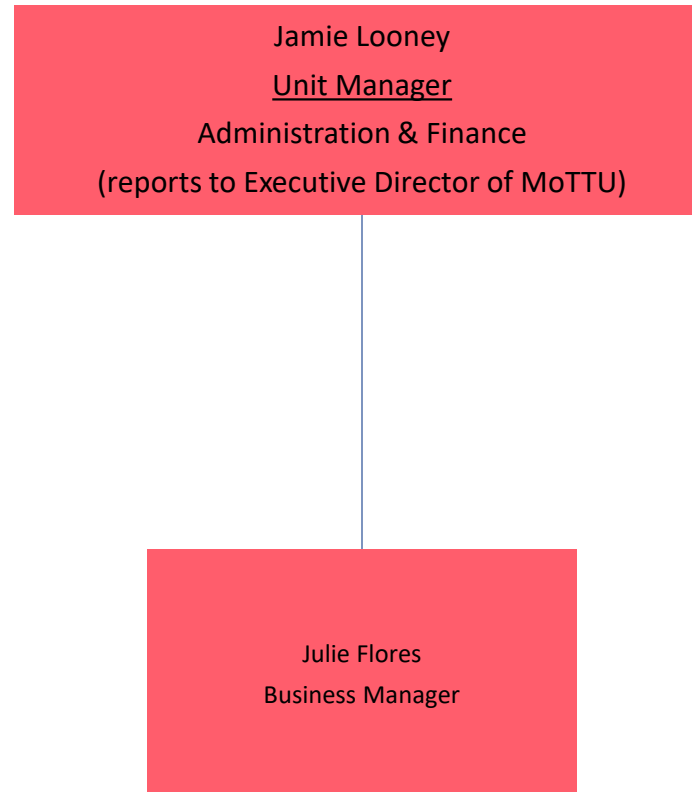 Jamie Looney
Unit Manager
Administration & Finance
(reports to Executive Director of MoTTU)
Julie Flores
Business Manager